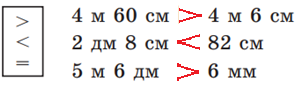 >
<
=
4 м 60 см > 4 м 6 см
2 дм 8 см < 82 см
5 м 6 дм > 6 мм